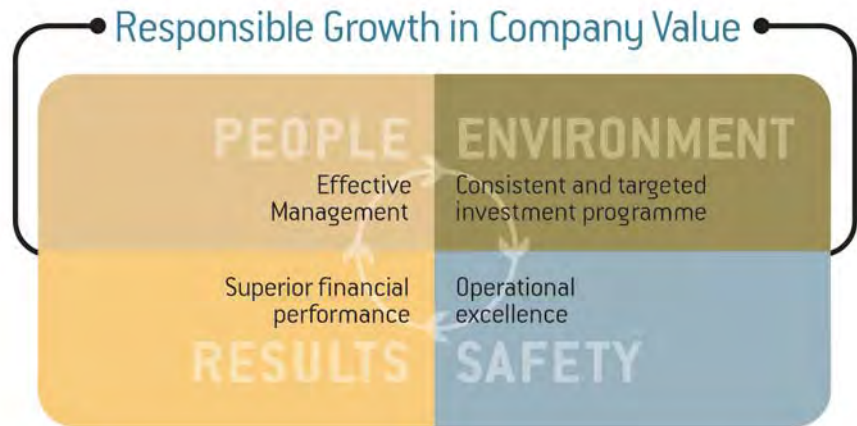 Responsible Growth in Company Value
PEOPLE
Effective
Management
ENVIRONMENT
Consistent and targeted
investment programme
Superior financial
performance
RESULTS
Operational
excellence
SAFETY